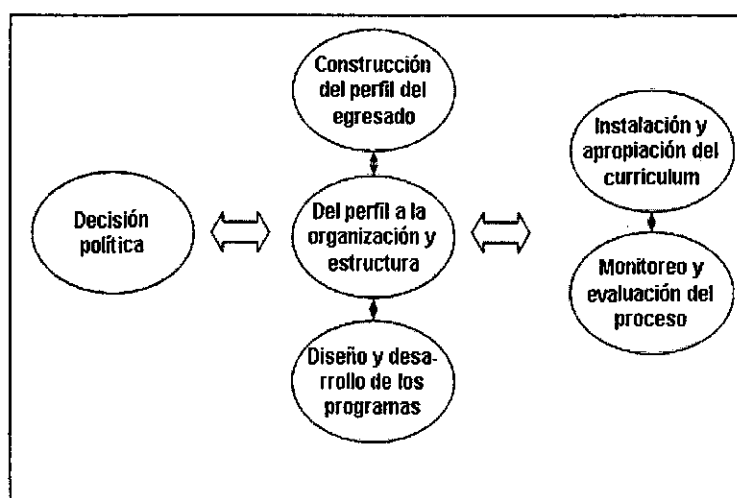 Construcción
del perfil del
egresado
Decisión
política
Del perfil a la
organización y
estructura
Diseño y desa-
rrollo de los
programas
Instalación y
apropiación del
curriculum
Monitoreo y
evaluación del
proceso